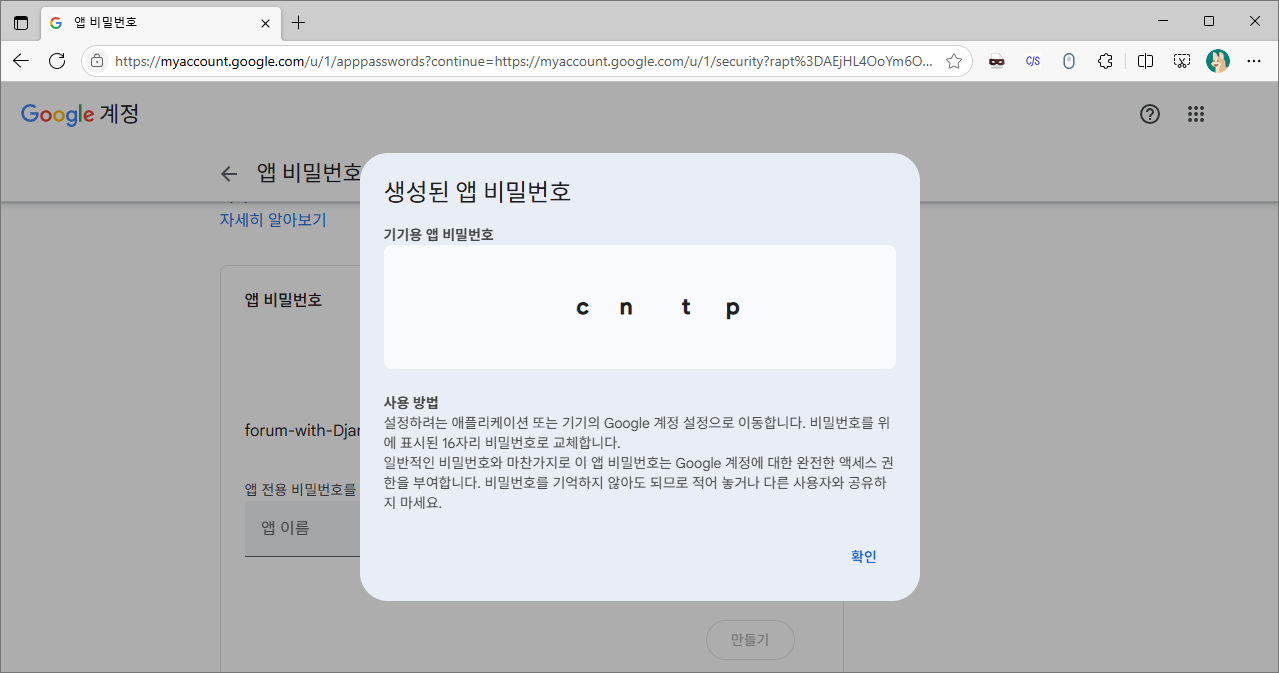 앱 비밀번호
https://myaccount.google.com/u/1/apppasswords?continue=https://myaccount.google.com/u/1/security?rapt%3DAEjHL4OoYm6O...
C/S
Google 계정
앱 비밀번호
자세히 알아보기
앱 비밀번호
forum-with-Djan
앱 전용 비밀번호를
앱 이름
만들기
생성된 앱 비밀번호
기기용 앱 비밀번호
c n t p
사용 방법
설정하려는 애플리케이션 또는 기기의 Google 계정 설정으로 이동합니다. 비밀번호를 위
에 표시된 16자리 비밀번호로 교체합니다.
일반적인 비밀번호와 마찬가지로 이 앱 비밀번호는 Google 계정에 대한 완전한 액세스 권
한을 부여합니다. 비밀번호를 기억하지 않아도 되므로 적어 놓거나 다른 사용자와 공유하
지 마세요.
확인